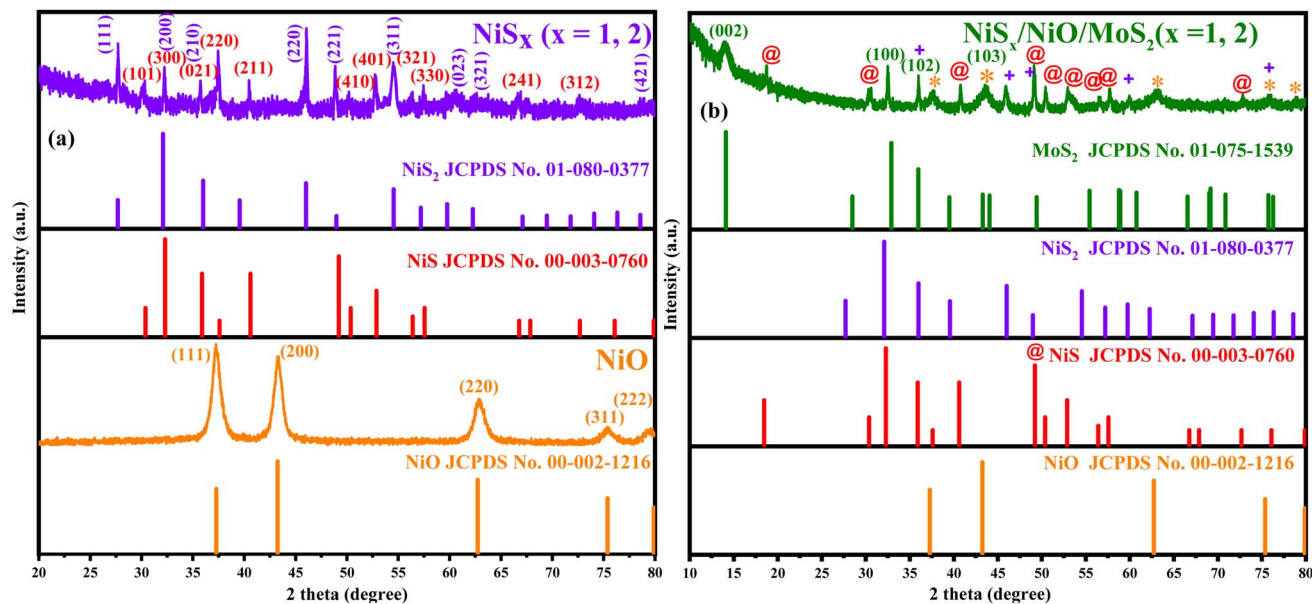 NiSₓ (x = 1, 2)
(111)
(101)
(300)
(200)
(210)
(021)
(220)
(211)
(220)
(221)
(410)
(401)
(311)
(321)
(330)
(023)
(321)
(241)
(312)
(421)
(a)
NiS₂ JCPDS No. 01-080-0377
NiS JCPDS No. 00-003-0760
NiO
(111)
(200)
(220)
(311)
(222)
NiO JCPDS No. 00-002-1216
Intensity (a.u.)
20 25 30 35 40 45 50 55 60 65 70 75 80
2 theta (degree)
NiSₓ/NiO/MoS₂(x =1, 2)
(002)
@
@
(100)
+
(102)
*
@
(103)
*
+
+
@
@
@
@
@
+
*
@
+
*
*
(b)
MoS₂ JCPDS No. 01-075-1539
NiS₂ JCPDS No. 01-080-0377
@
NiS JCPDS No. 00-003-0760
NiO JCPDS No. 00-002-1216
Intensity (a.u.)
10 15 20 25 30 35 40 45 50 55 60 65 70 75 80
2 theta (degree)